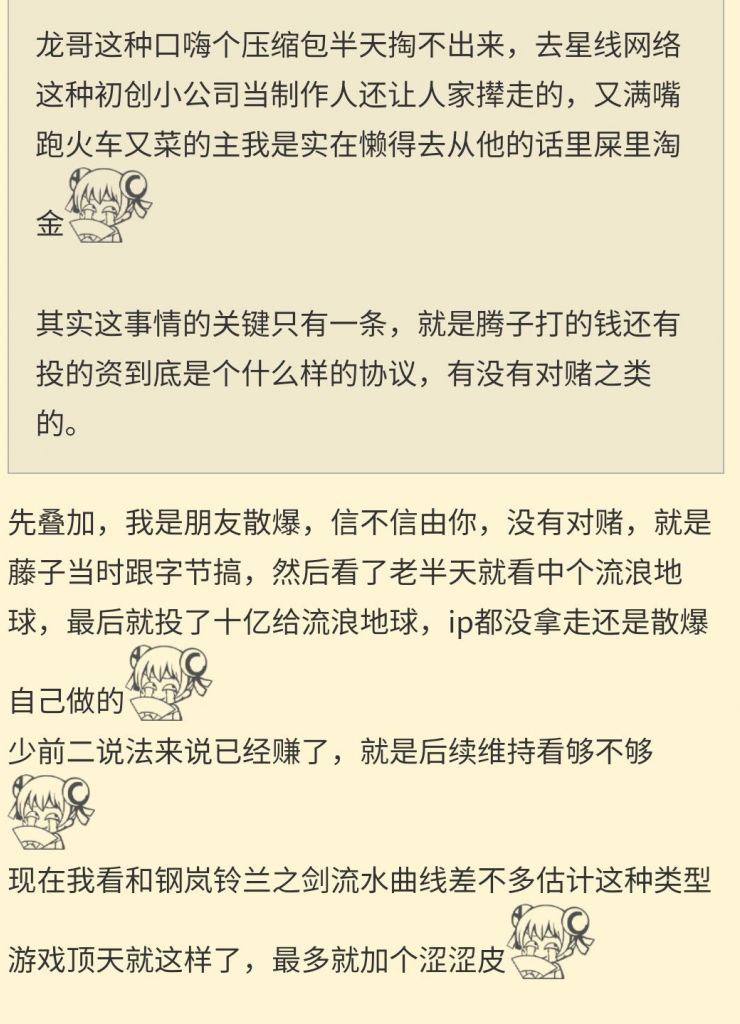 龙哥这种口嗨个压缩包半天掏不出来，去星线网络
这种初创小公司当制作人还让人家撵走的，又满嘴
跑火车又菜的主我是实在懒得去从他的话里屎里淘
金
其实这事情的关键只有一条，就是腾子打的钱还有
投的资到底是个什么样的协议，有没有对赌之类
的。
先叠加，我是朋友散爆，信不信由你，没有对赌，就是
藤子当时跟字节搞，然后看了老半天就看中个流浪地
球，最后就投了十亿给流浪地球，ip都没拿走还是散爆
自己做的
少前二说法来说已经赚了，就是后续维持看够不够
现在我看和钢岚铃兰之剑流水曲线差不多估计这种类型
游戏顶天就这样了，最多就加个涩涩皮